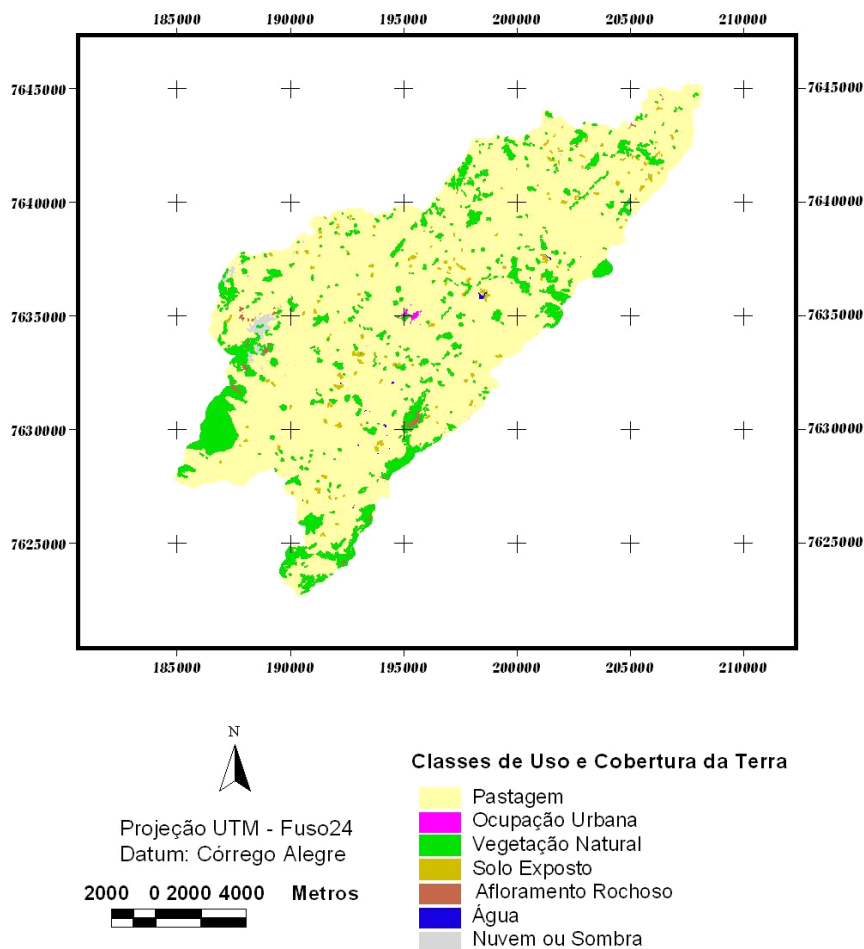 185000 190000 195000 200000 205000 210000
7645000 7645000
7640000 7640000
7635000 7635000
7630000 7630000
7625000 7625000
185000 190000 195000 200000 205000 210000
N
Projeção UTM - Fuso24
Datum: Córrego Alegre
2000 0 2000 4000 Metros
Classes de Uso e Cobertura da Terra
Pastagem
Ocupação Urbana
Vegetação Natural
Solo Exposto
Afloramento Rochoso
Água
Nuvem ou Sombra